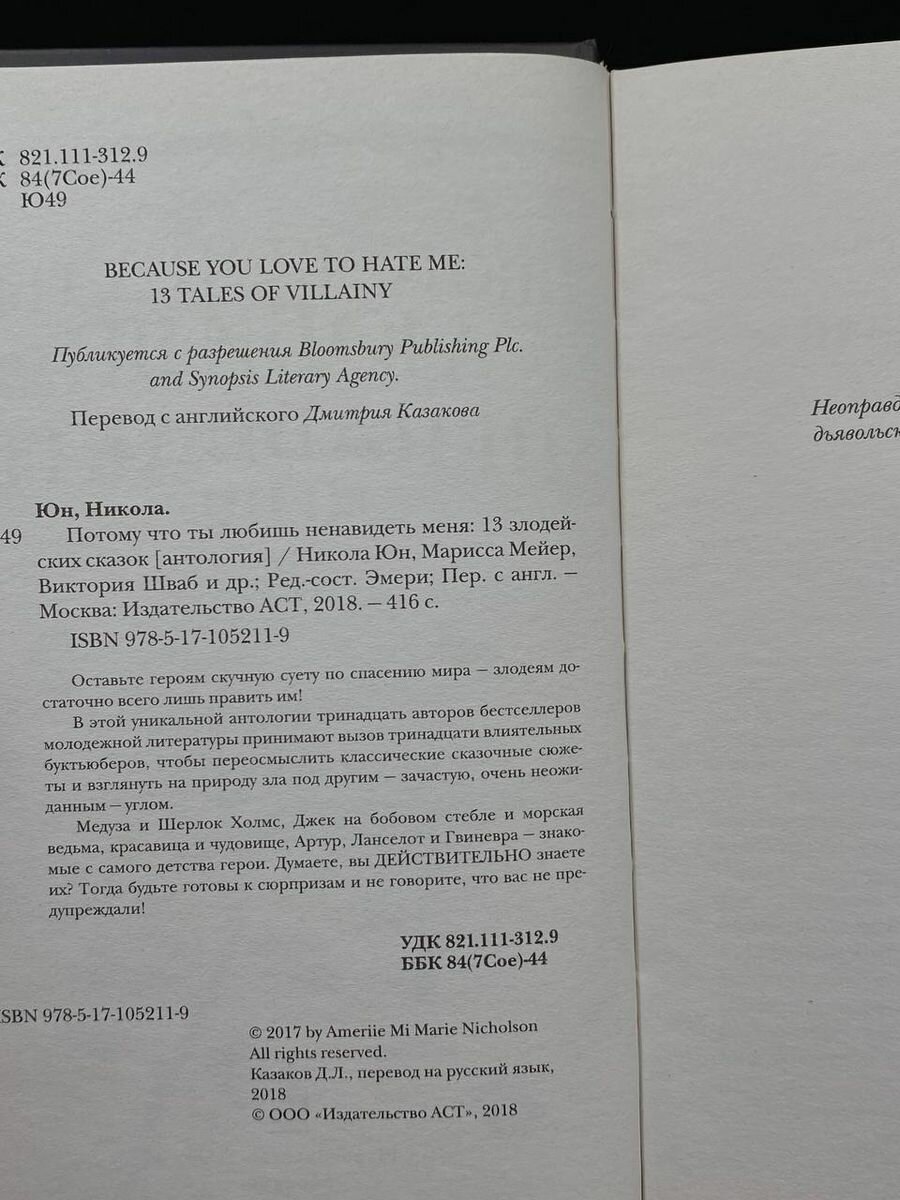 К 821.111-312.9
К 84(7Сое)-44
Ю49
BECAUSE YOU LOVE TO HATE ME:
13 TALES OF VILLAINY
Публикуется с разрешения Bloomsbury Publishing Plc.
and Synopsis Literary Agency.
Перевод с английского Дмитрия Казакова
Юн, Никола.
49 Потому что ты любишь ненавидеть меня: 13 злодей-
ских сказок [антология] / Никола Юн, Марисса Мейер,
Виктория Шваб и др.; Ред.-сост. Эмери; Пер. с англ. –
Москва: Издательство АСТ, 2018. – 416 с.
ISBN 978-5-17-105211-9
Оставьте героям скучную суету по спасению мира – злодеям до-
статочно всего лишь править им!
В этой уникальной антологии тринадцать авторов бестселлеров
молодежной литературы принимают вызов тринадцати влиятельных
буктьюберов, чтобы переосмыслить классические сказочные сюже-
ты и взглянуть на природу зла под другим – зачастую, очень неожи-
данным – углом.
Медуза и Шерлок Холмс, Джек на бобовом стебле и морская
ведьма, красавица и чудовище, Артур, Ланселот и Гвиневра – знако-
мые с самого детства герои. Думаете, вы ДЕЙСТВИТЕЛЬНО знаете
их? Тогда будьте готовы к сюрпризам и не говорите, что вас не пре-
дупреждали!
УДК 821.111-312.9
ББК 84(7Сое)-44
ISBN 978-5-17-105211-9
© 2017 by Ameriie Mi Marie Nicholson
All rights reserved.
Казаков Д.Л., перевод на русский язык,
2018
© ООО «Издательство АСТ», 2018
Неоправд
дъявольск